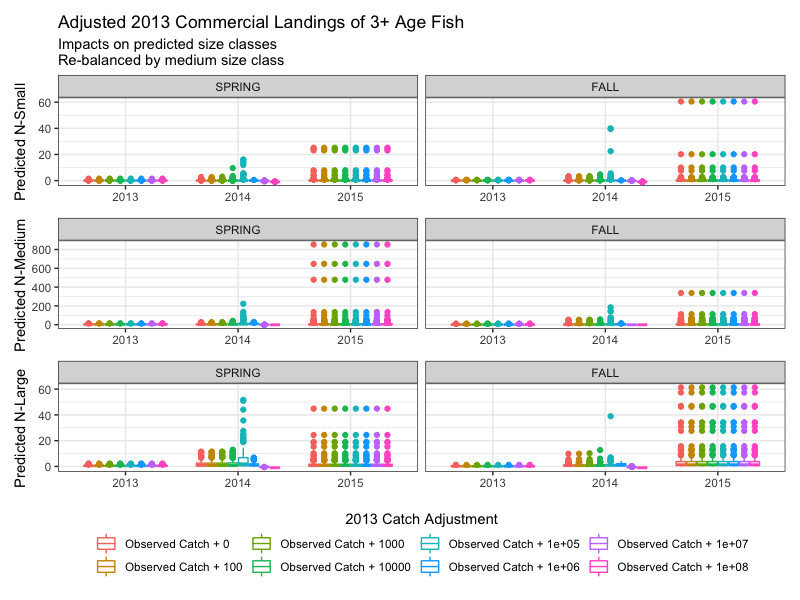 Adjusted 2013 Commercial Landings of 3+ Age Fish
Impacts on predicted size classes
Re-balanced by medium size class
SPRING FALL
Predicted N-Small
60
40
20
0
2013 2014 2015 2013 2014 2015
SPRING FALL
Predicted N-Medium
800
600
400
200
0
2013 2014 2015 2013 2014 2015
SPRING FALL
Predicted N-Large
60
40
20
0
2013 2014 2015 2013 2014 2015
2013 Catch Adjustment
Observed Catch + 0 Observed Catch + 1000 Observed Catch + 1e+05 Observed Catch + 1e+07
Observed Catch + 100 Observed Catch + 10000 Observed Catch + 1e+06 Observed Catch + 1e+08